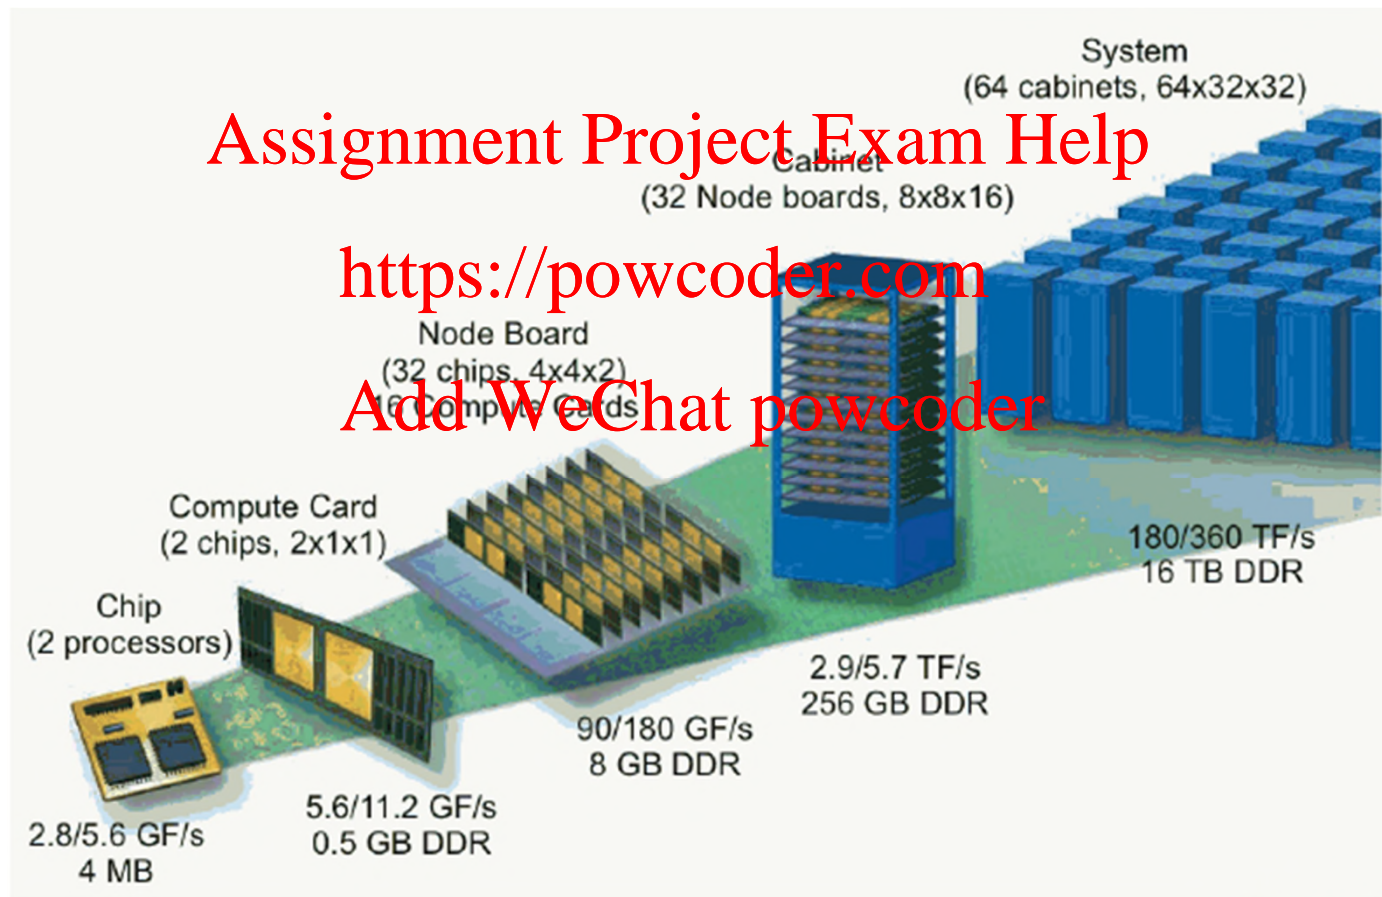 System
(64 cabinets, 64x32x32)
Assignment Project Exam Help
Cabinet
(32 Node boards, 8x8x16)
https://powcoder.com
Node Board
(32 chips, 4x4x2)
16 Compute Cards
Add WeChat powcoder
Compute Card
(2 chips, 2x1x1)
180/360 TF/s
16 TB DDR
Chip
(2 processors)
2.9/5.7 TF/s
256 GB DDR
90/180 GF/s
8 GB DDR
5.6/11.2 GF/s
0.5 GB DDR
2.8/5.6 GF/s
4 MB